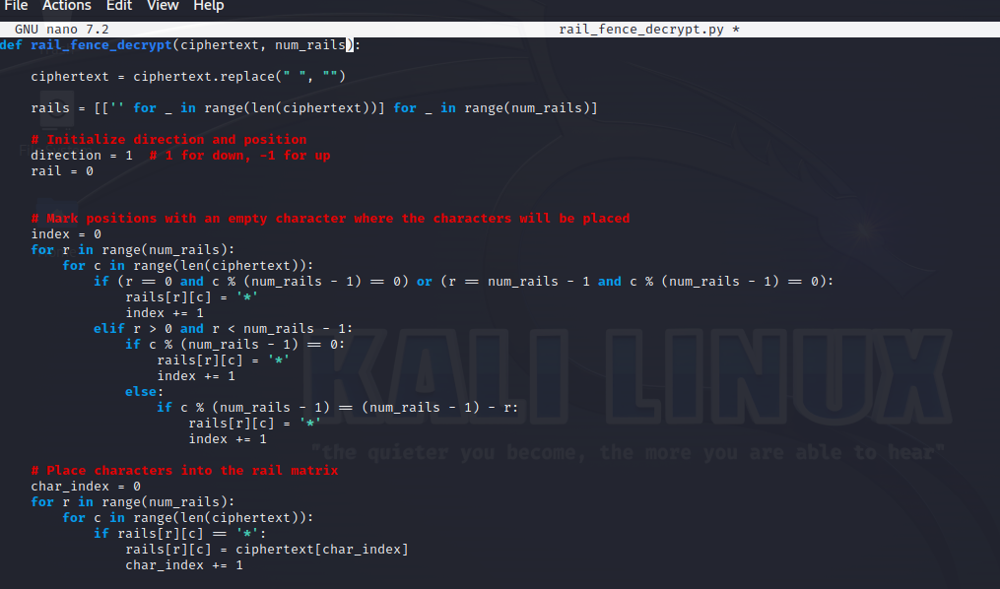 File Actions Edit View Help
GNU nano 7.2 rail_fence_decrypt.py *
def rail_fence_decrypt(ciphertext, num_rails):
    ciphertext = ciphertext.replace(" ", "")
    rails = [['' for _ in range(len(ciphertext))] for _ in range(num_rails)]
    # Initialize direction and position
    direction = 1  # 1 for down, -1 for up
    rail = 0
    # Mark positions with an empty character where the characters will be placed
    index = 0
    for r in range(num_rails):
        for c in range(len(ciphertext)):
            if (r == 0 and c % (num_rails - 1) == 0) or (r == num_rails - 1 and c % (num_rails - 1) == 0):
                rails[r][c] = '*'
                index += 1
            elif r > 0 and r < num_rails - 1:
                if c % (num_rails - 1) == 0:
                    rails[r][c] = '*'
                    index += 1
                else:
                    if c % (num_rails - 1) == (num_rails - 1) - r:
                        rails[r][c] = '*'
                        index += 1
KALI LINUX
"the quieter you become, the more you are able to hear"
    # Place characters into the rail matrix
    char_index = 0
    for r in range(num_rails):
        for c in range(len(ciphertext)):
            if rails[r][c] == '*':
                rails[r][c] = ciphertext[char_index]
                char_index += 1